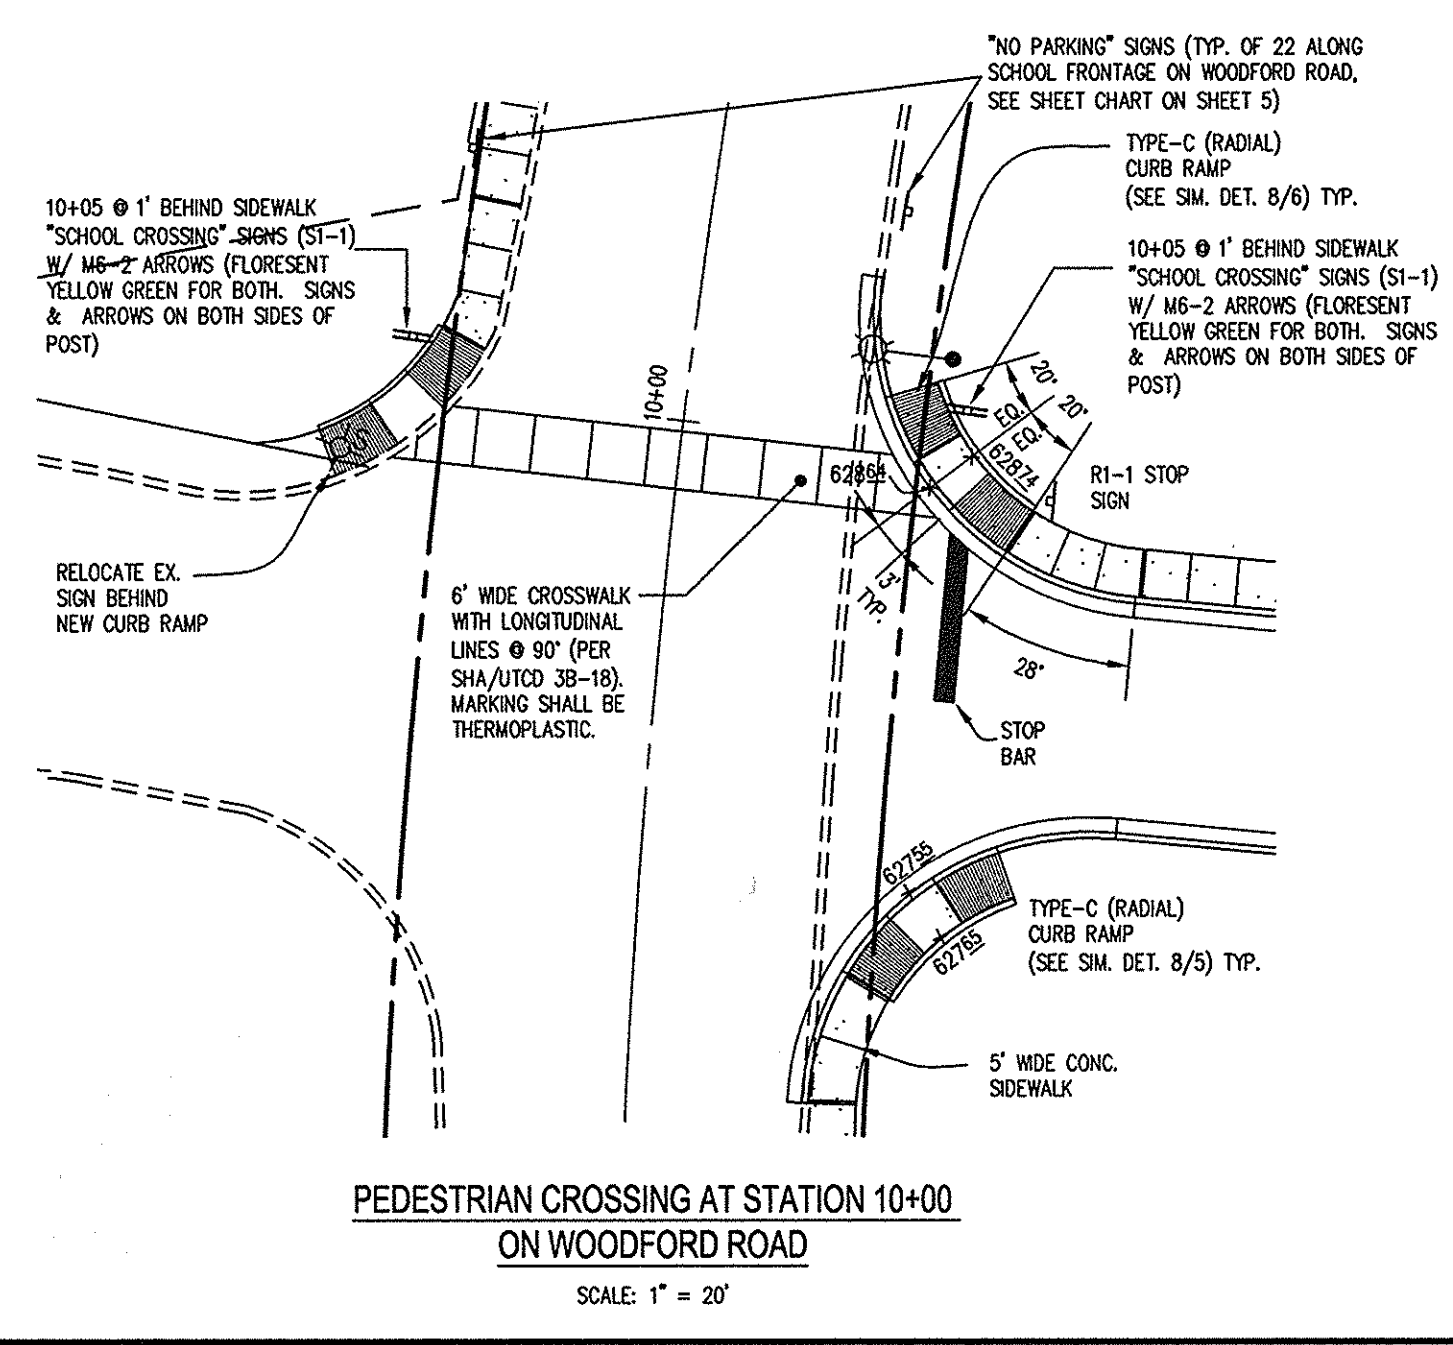 "NO PARKING" SIGNS (TYP. OF 22 ALONG
SCHOOL FRONTAGE ON WOODFORD ROAD,
SEE SHEET CHART ON SHEET 5)
TYPE-C (RADIAL)
CURB RAMP
(SEE SIM. DET. 8/6) TYP.
10+05 @ 1' BEHIND SIDEWALK
"SCHOOL CROSSING" SIGNS (S1-1)
W/ M6-2 ARROWS (FLORESENT
YELLOW GREEN FOR BOTH. SIGNS
& ARROWS ON BOTH SIDES OF
POST)
10+05 @ 1' BEHIND SIDEWALK
"SCHOOL CROSSING" SIGNS (S1-1)
W/ M6-2 ARROWS (FLORESENT
YELLOW GREEN FOR BOTH. SIGNS
& ARROWS ON BOTH SIDES OF
POST)
10+00
20°
20°
EQ.
EQ.
62864
62874
R1-1 STOP
SIGN
RELOCATE EX.
SIGN BEHIND
NEW CURB RAMP
6' WIDE CROSSWALK
WITH LONGITUDINAL
LINES @ 90° (PER
SHA/UTCD 3B-18).
MARKING SHALL BE
THERMOPLASTIC.
13'
TYP.
28°
STOP
BAR
62755
62765
TYPE-C (RADIAL)
CURB RAMP
(SEE SIM. DET. 8/5) TYP.
5' WIDE CONC.
SIDEWALK
PEDESTRIAN CROSSING AT STATION 10+00
ON WOODFORD ROAD
SCALE: 1" = 20'